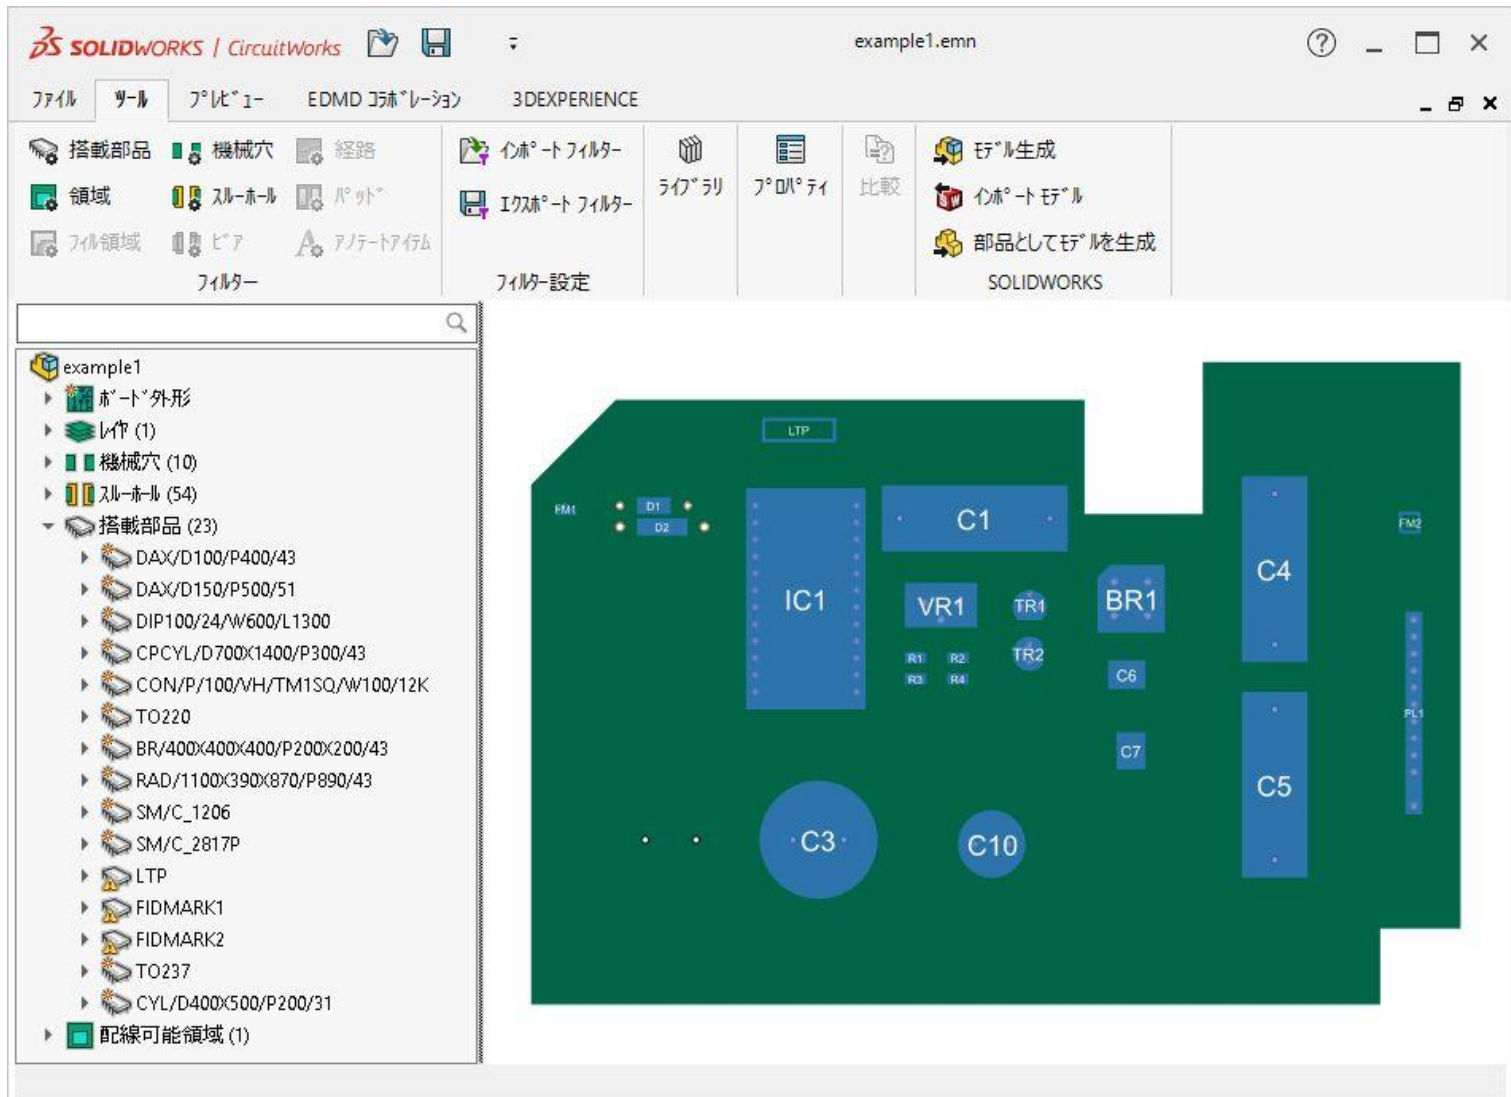 SOLIDWORKS | CircuitWorks
example1.emn
ファイル ツール プレビュー EDMD コラボレーション 3DEXPERIENCE
搭載部品 機械穴 経路 インポート フィルター ライブラリ プロパティ 比較 モデル生成
領域 スルーホール パッド エクスポート フィルター インポート モデル
フィル領域 ビア アノテートアイテム 部品としてモデルを生成
フィルター フィルター設定 SOLIDWORKS
example1
ボード外形
レイヤ (1)
機械穴 (10)
スルーホール (54)
搭載部品 (23)
DAX/D100/P400/43
DAX/D150/P500/51
DIP100/24/W600/L1300
CPCYL/D700X1400/P300/43
CON/P/100/VH/TM1SQ/W100/12K
TO220
BR/400X400X400/P200X200/43
RAD/1100X390X870/P890/43
SM/C_1206
SM/C_2817P
LTP
FIDMARK1
FIDMARK2
TO237
CYL/D400X500/P200/31
配線可能領域 (1)
LTP
FM1
D1
D2
C1
FM2
C4
IC1
VR1
TR1
BR1
R1 R2
TR2
R3 R4
C6
PL1
C7
C5
C3
C10